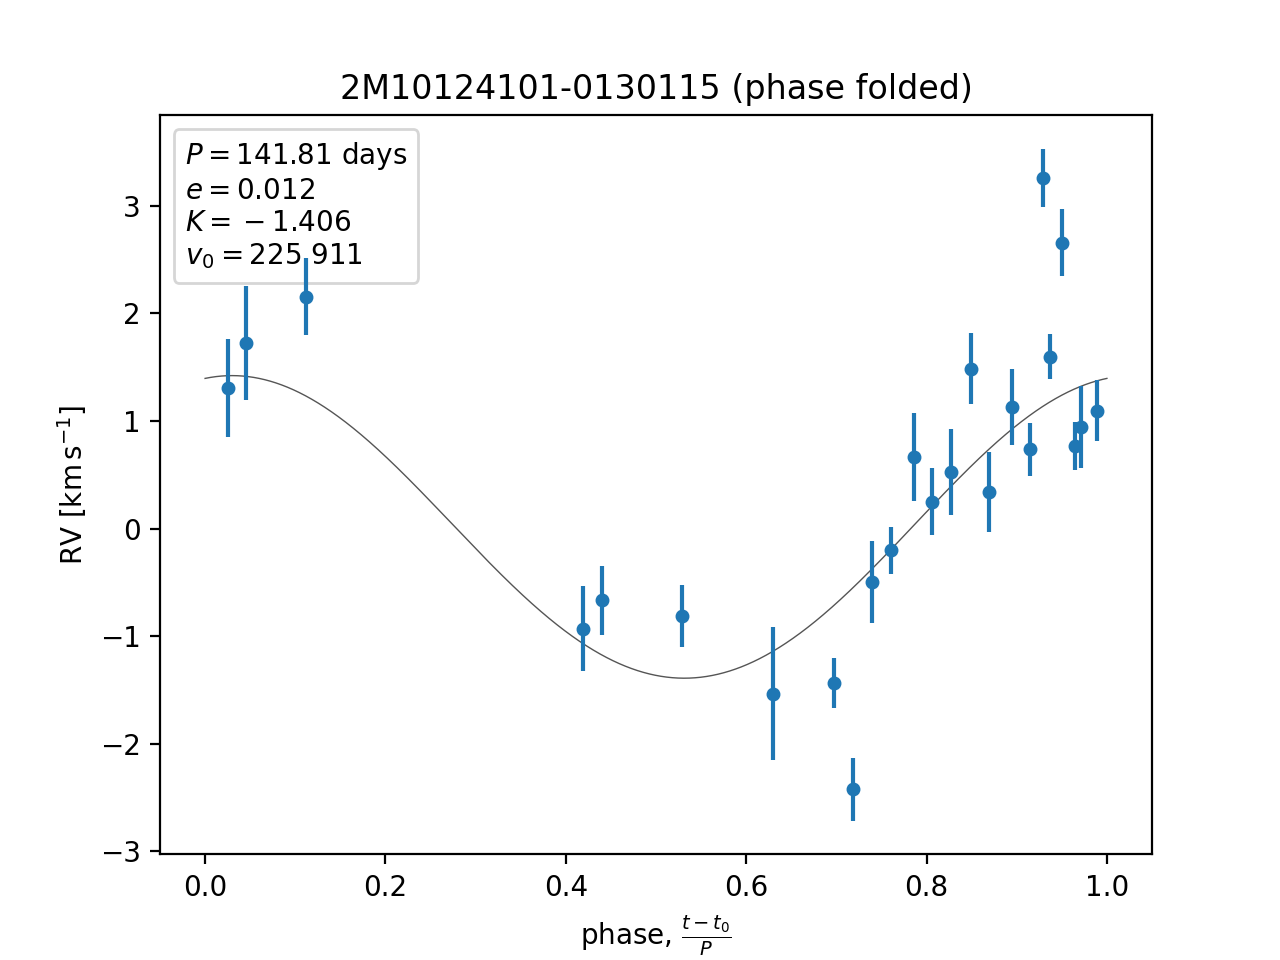 2M10124101-0130115 (phase folded)
P = 141.81 days
e = 0.012
K = −1.406
v₀ = 225.911
RV [km s⁻¹]
3
2
1
0
−1
−2
−3
0.0 0.2 0.4 0.6 0.8 1.0
phase, (t − t₀)/P